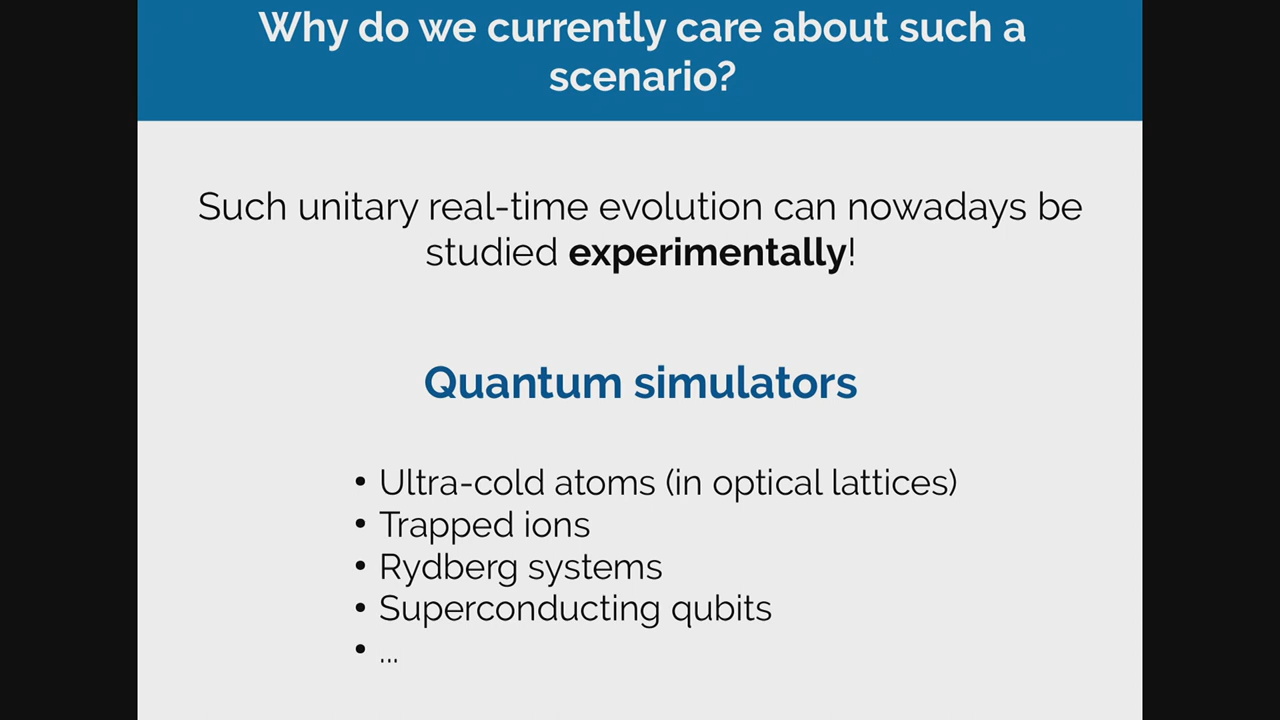 Why do we currently care about such a
scenario?
Such unitary real-time evolution can nowadays be
studied experimentally!
Quantum simulators
• Ultra-cold atoms (in optical lattices)
• Trapped ions
• Rydberg systems
• Superconducting qubits
• ...